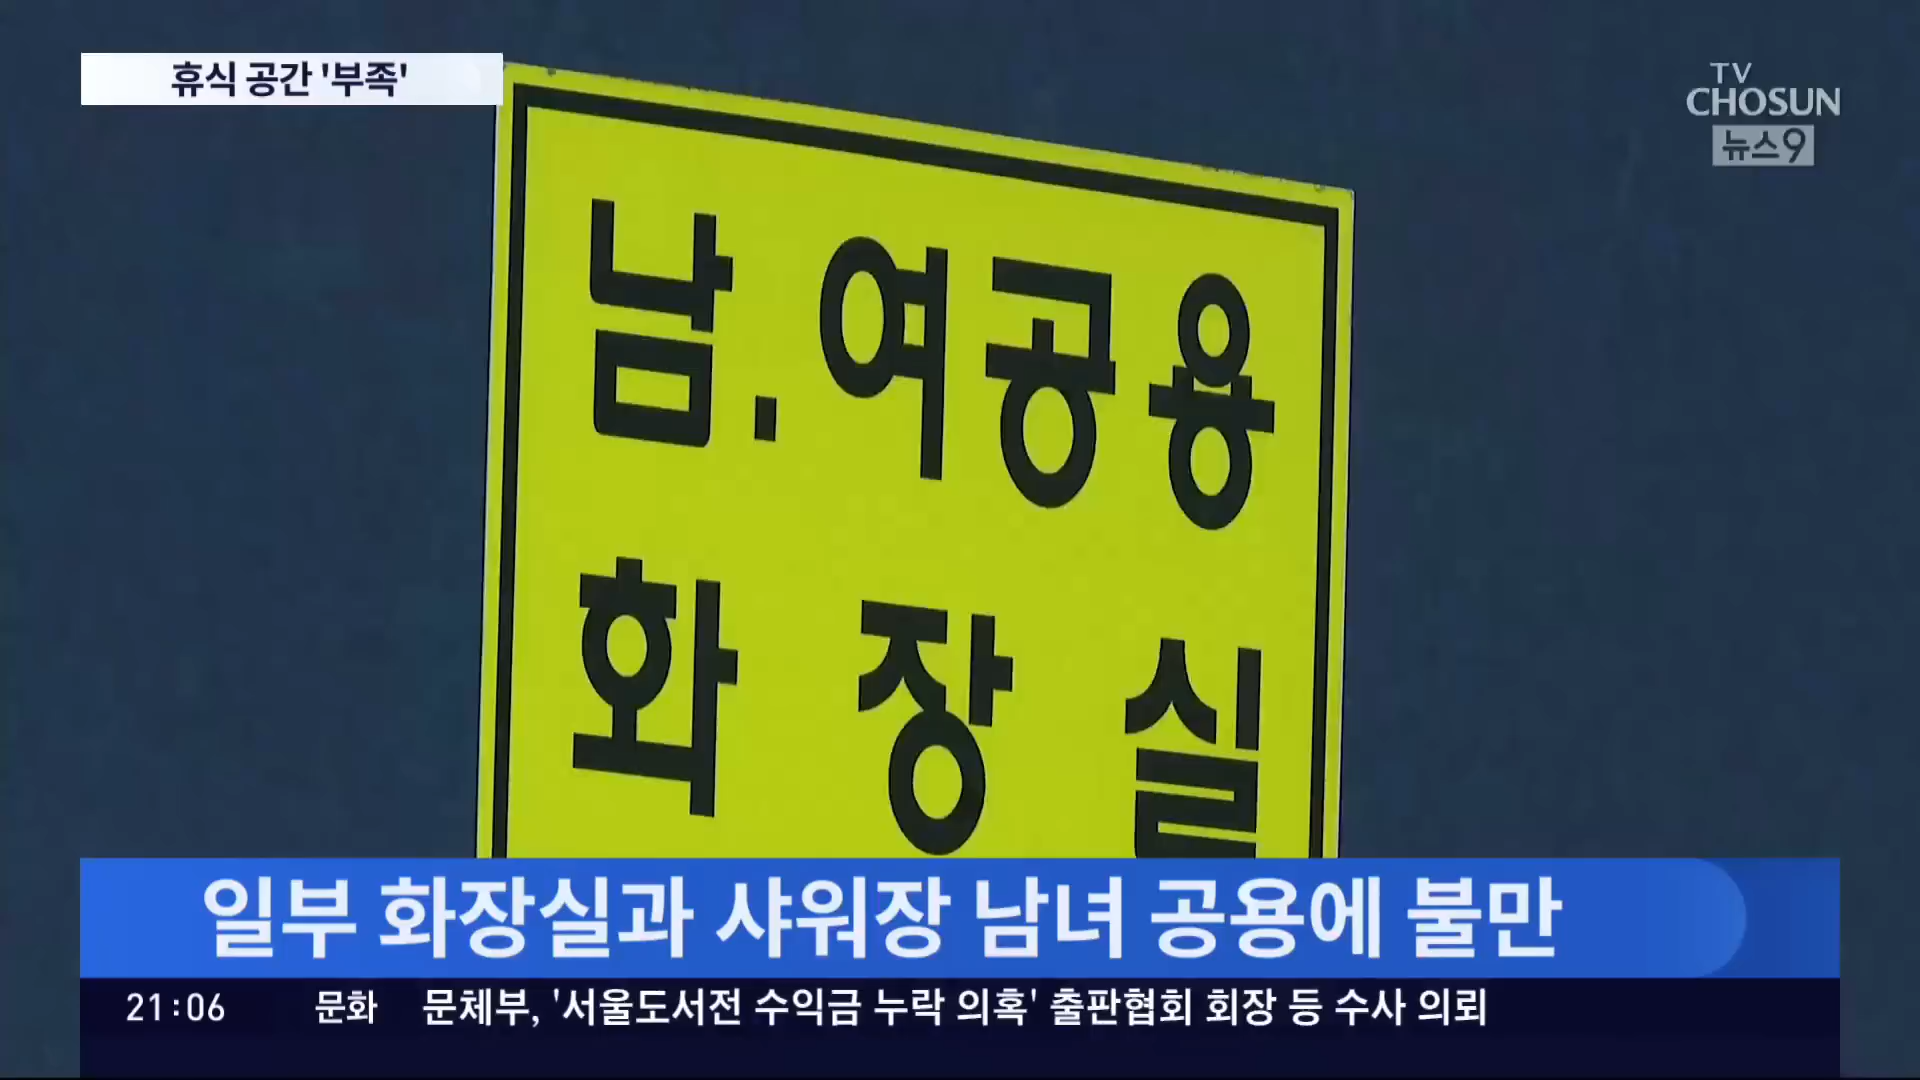 휴식 공간 '부족'
TV
CHOSUN
뉴스9
남.여공용
화장실
일부 화장실과 샤워장 남녀 공용에 불만
21:06 문화 문체부, '서울도서전 수익금 누락 의혹' 출판협회 회장 등 수사 의뢰